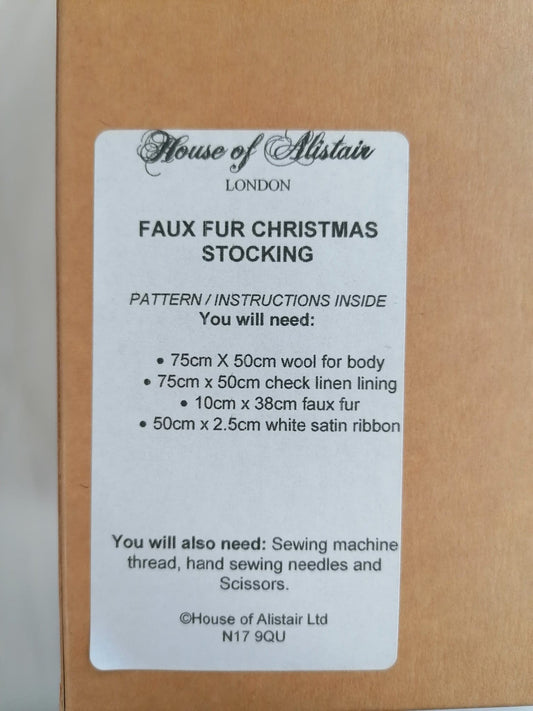 House of Alistair
LONDON
FAUX FUR CHRISTMAS
STOCKING
PATTERN / INSTRUCTIONS INSIDE
You will need:
• 75cm X 50cm wool for body
• 75cm x 50cm check linen lining
• 10cm x 38cm faux fur
• 50cm x 2.5cm white satin ribbon
You will also need: Sewing machine
thread, hand sewing needles and
Scissors.
©House of Alistair Ltd
N17 9QU